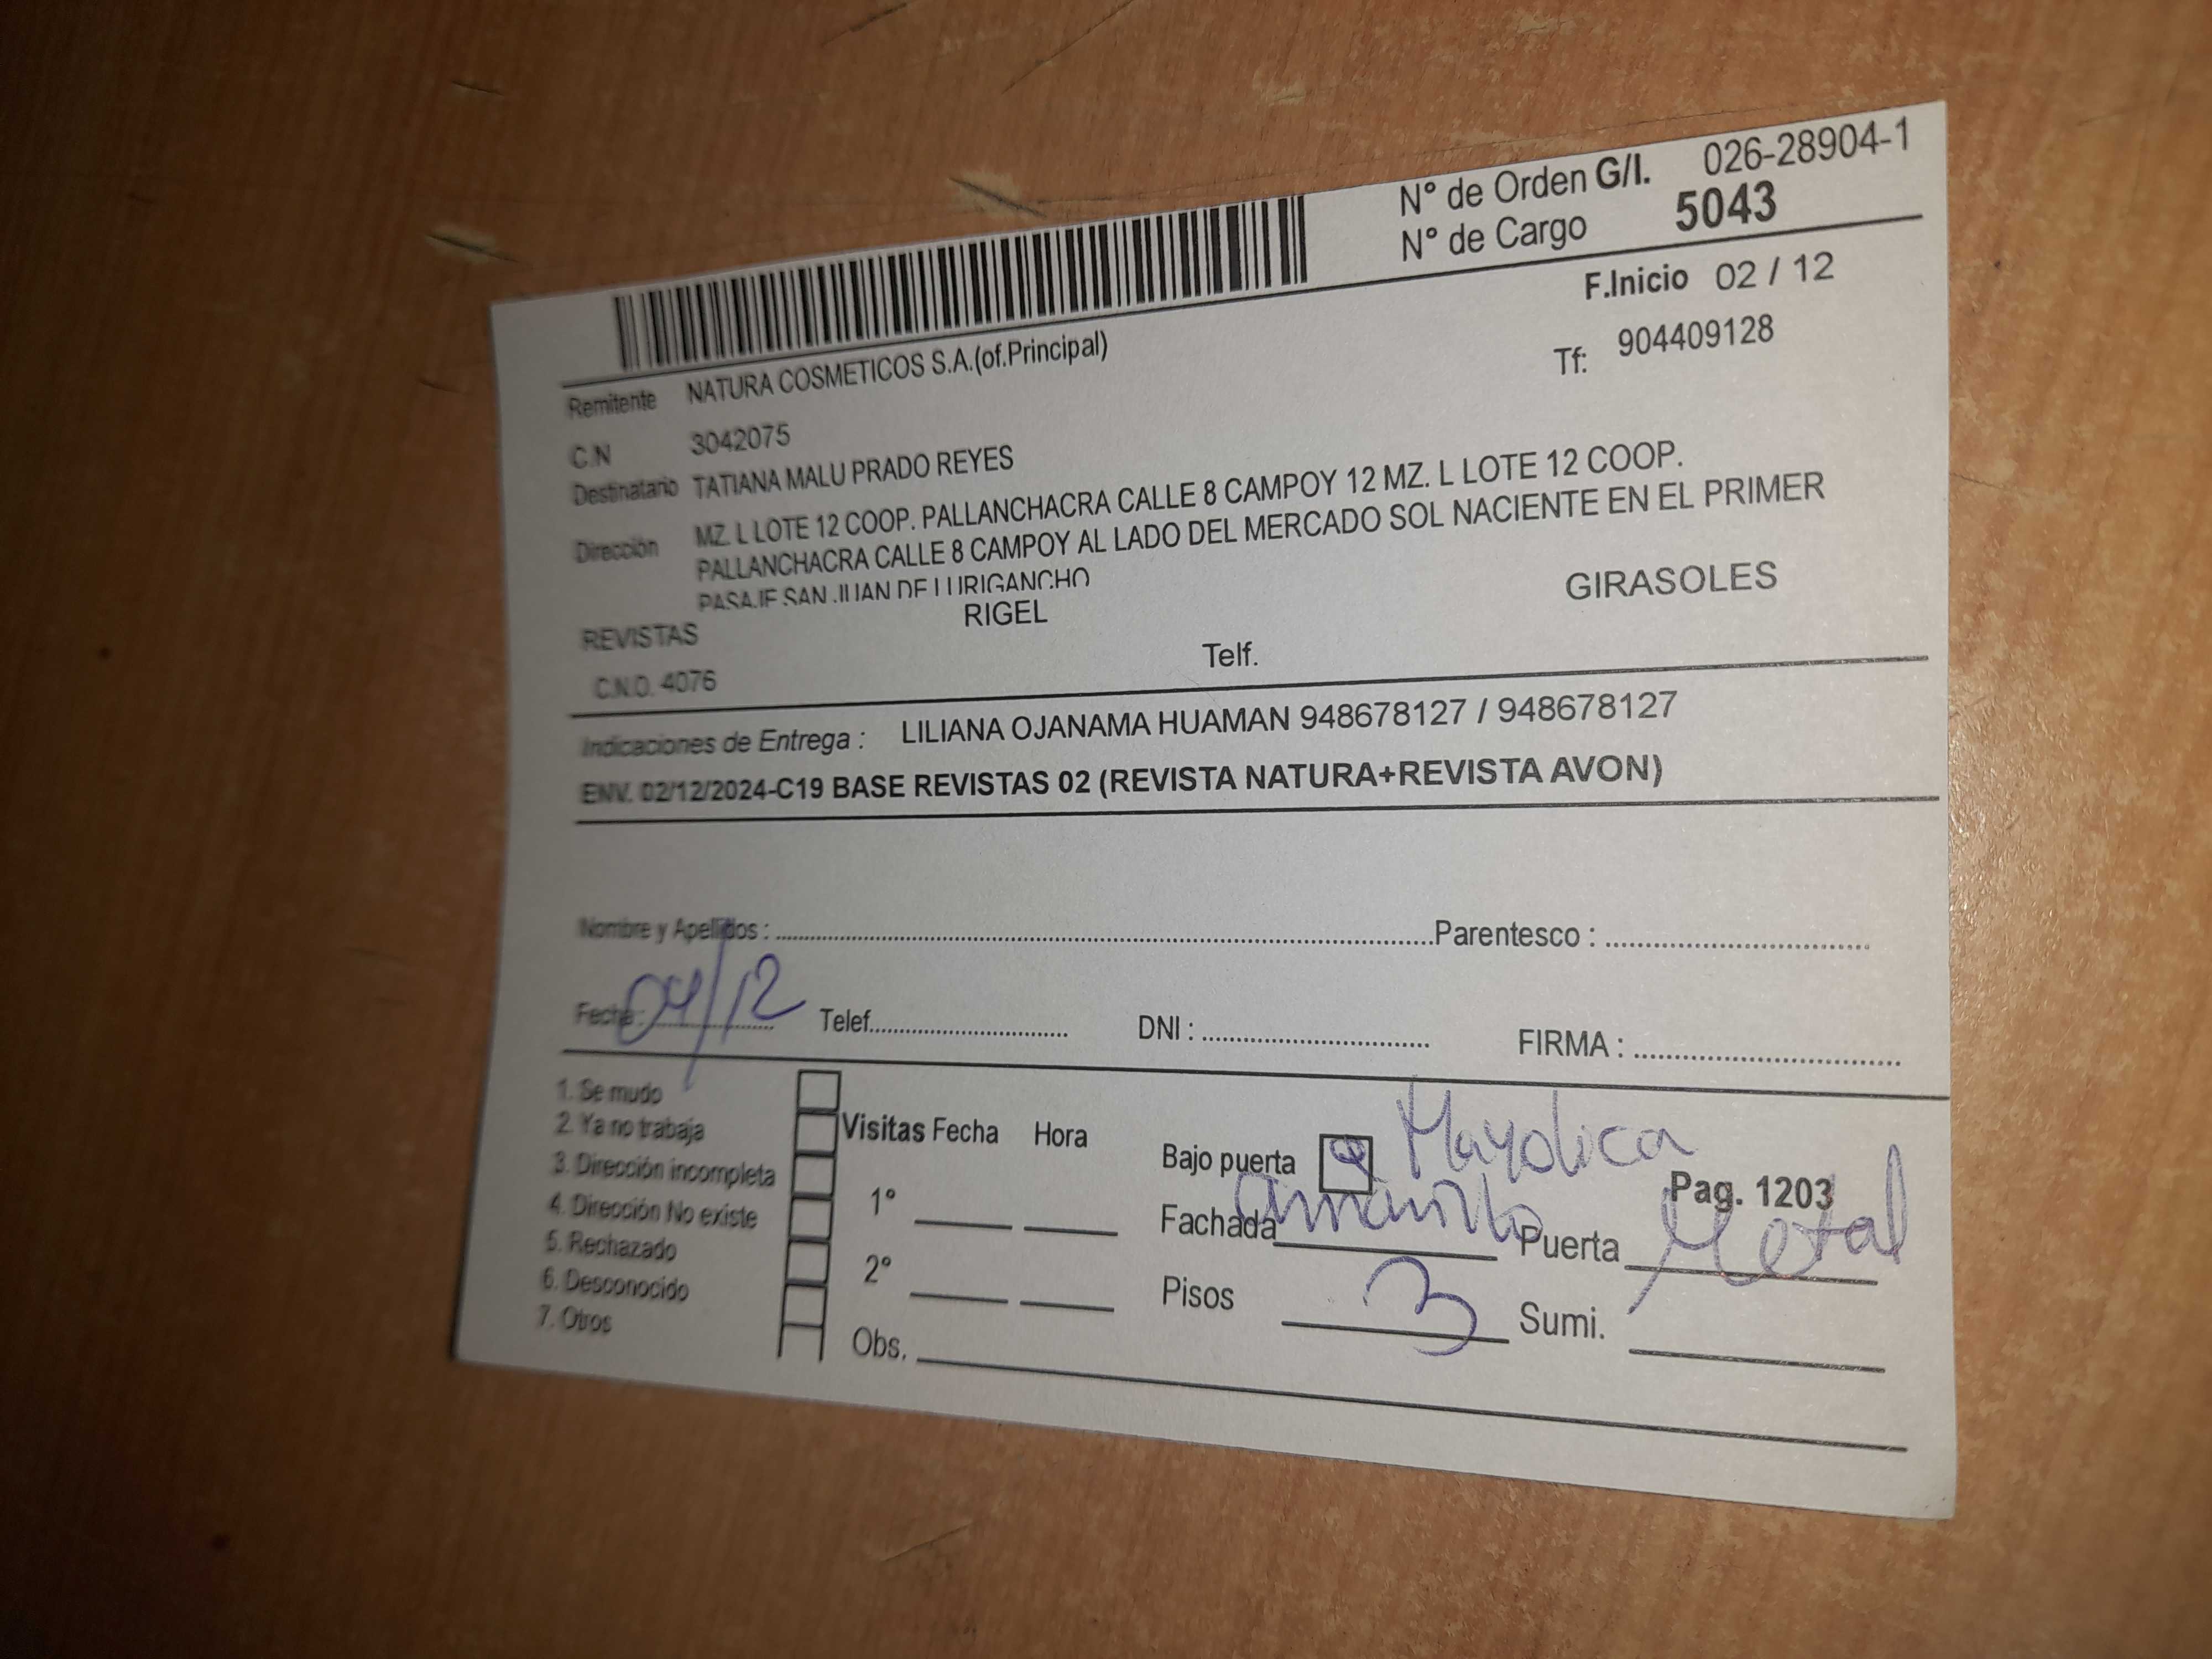 N° de Orden G/I. 026-28904-1
N° de Cargo 5043
F.Inicio 02 / 12
Remitente NATURA COSMETICOS S.A.(of.Principal)
Tf: 904409128
C.N 3042075
Destinatario TATIANA MALU PRADO REYES
Dirección MZ. L LOTE 12 COOP. PALLANCHACRA CALLE 8 CAMPOY 12 MZ. L LOTE 12 COOP.
PALLANCHACRA CALLE 8 CAMPOY AL LADO DEL MERCADO SOL NACIENTE EN EL PRIMER
PASAJE SAN JUAN DE LURIGANCHO
REVISTAS RIGEL GIRASOLES
C.N.O. 4076 Telf.
Indicaciones de Entrega : LILIANA OJANAMA HUAMAN 948678127 / 948678127
ENV. 02/12/2024-C19 BASE REVISTAS 02 (REVISTA NATURA+REVISTA AVON)
Nombre y Apellidos : Parentesco :
Fecha: 04/12 Telef. DNI : FIRMA :
1. Se mudo
2. Ya no trabaja
3. Dirección incompleta
4. Dirección No existe
5. Rechazado
6. Desconocido
7. Otros
Visitas Fecha Hora
1°
2°
Obs.
Bajo puerta Mayolica
Pag. 1203
Fachada amarillo Puerta Metal
Pisos 3 Sumi.